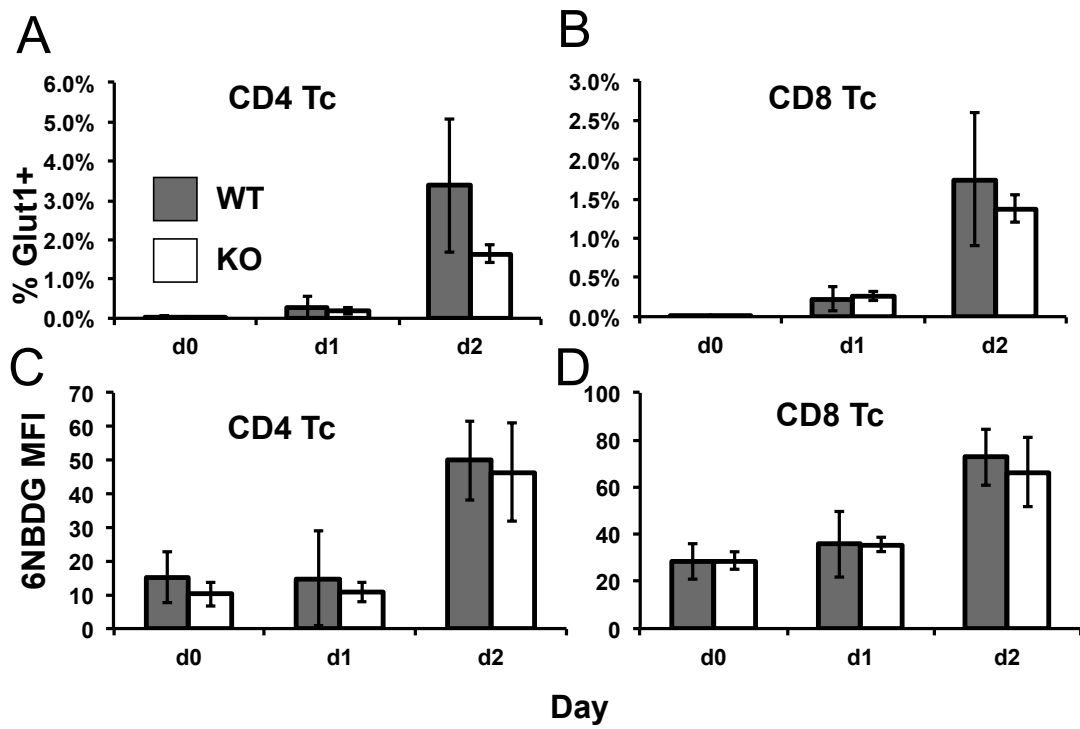 A
B
6.0%
5.0%
4.0%
3.0%
2.0%
1.0%
0.0%
% Glut1+
CD4 Tc
WT
KO
d0 d1 d2
3.0%
2.5%
2.0%
1.5%
1.0%
0.5%
0.0%
CD8 Tc
d0 d1 d2
C
D
70
60
50
40
30
20
10
0
6NBDG MFI
CD4 Tc
d0 d1 d2
100
80
60
40
20
0
CD8 Tc
d0 d1 d2
Day